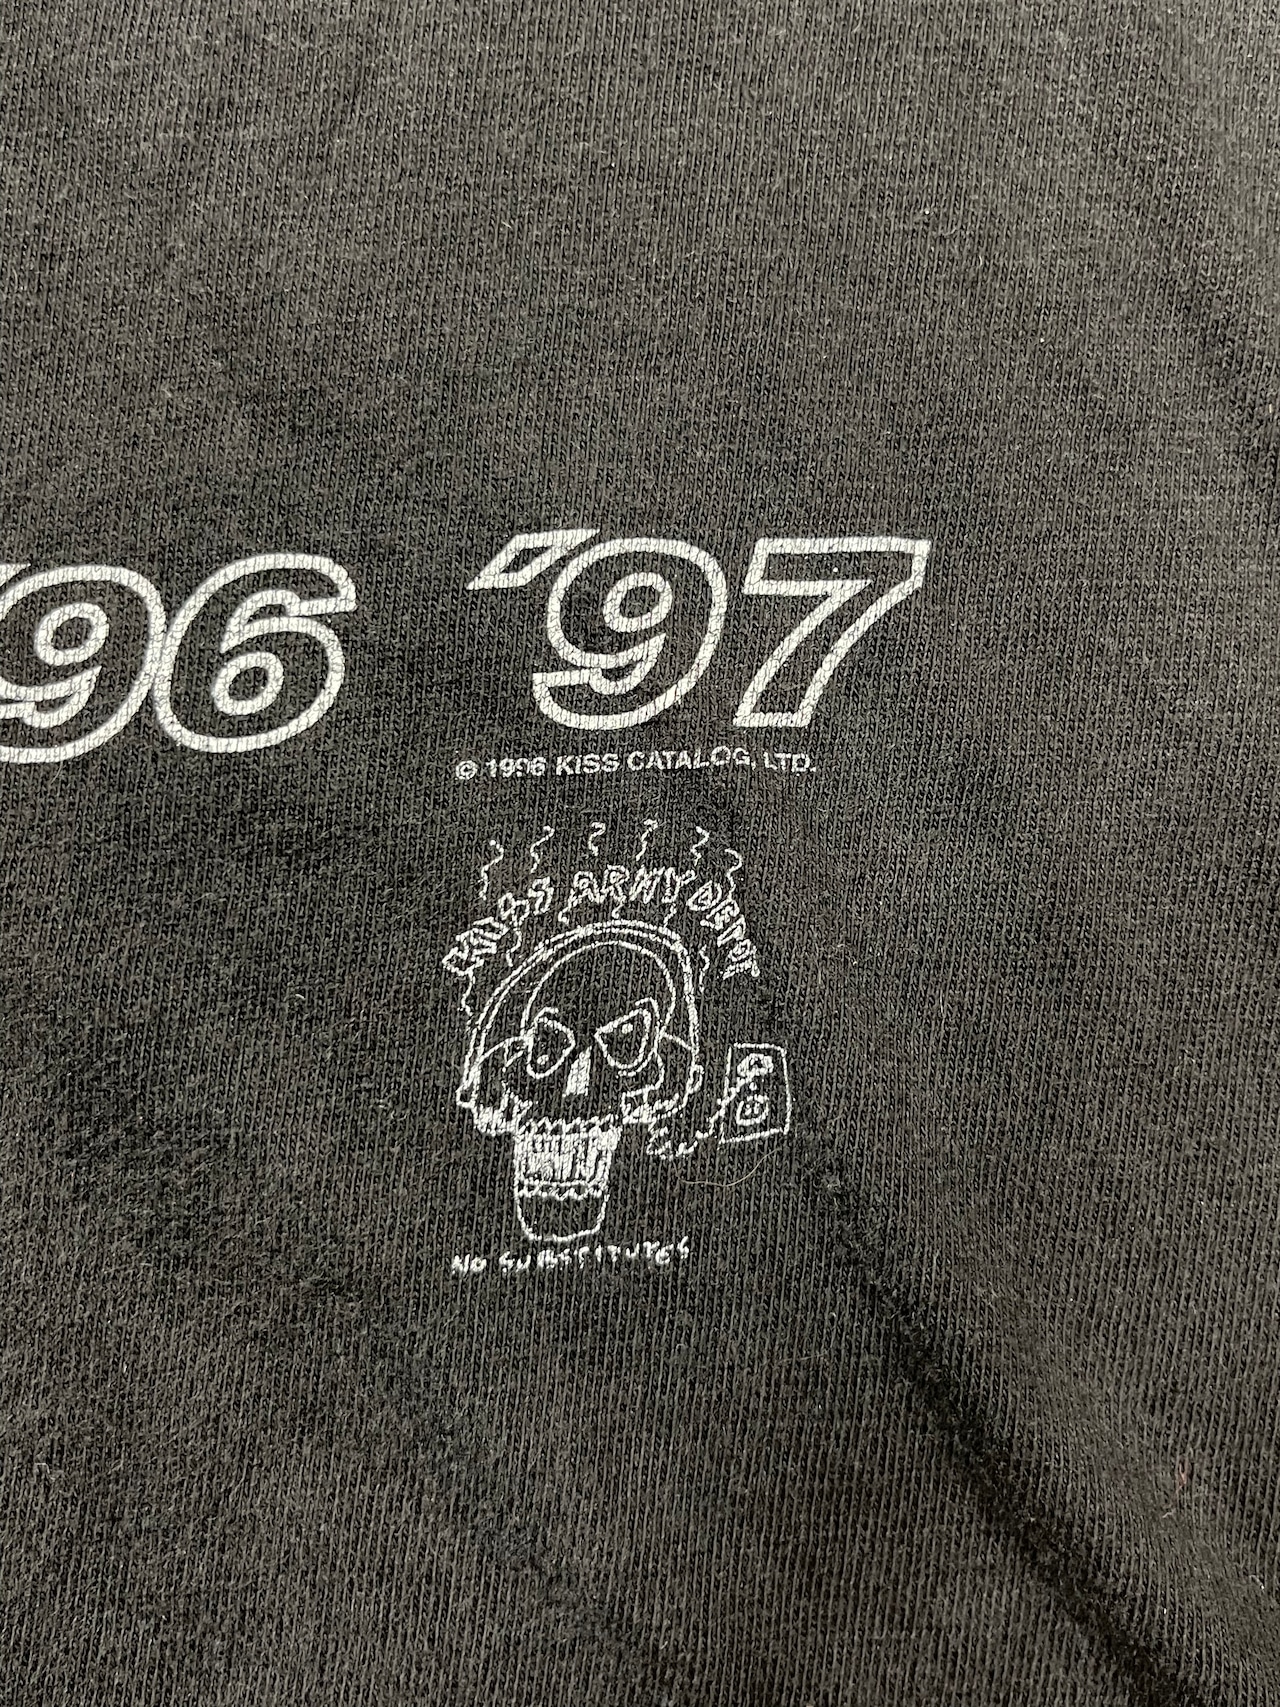 '96 '97
© 1996 KISS CATALOG, LTD.
KISS ARMY DEPOT
NO SUBSTITUTES